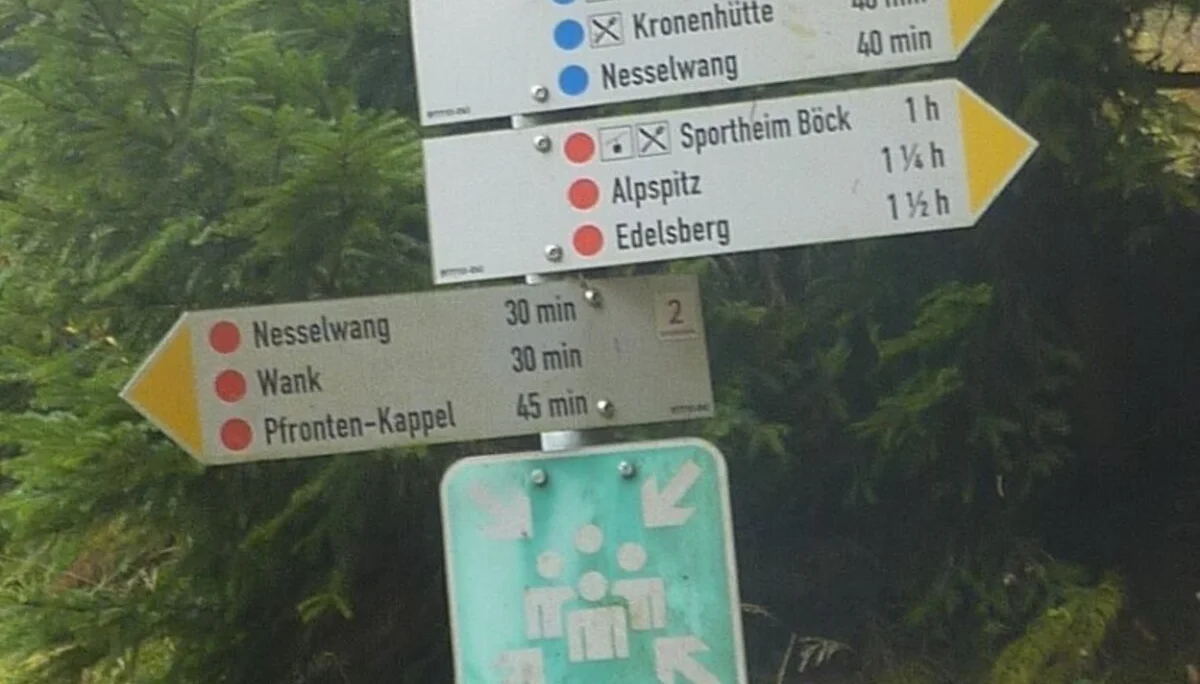 Kronenhütte
Nesselwang 40 min
Sportheim Böck 1 h
Alpspitz 1 ¼ h
Edelsberg 1 ½ h
Nesselwang 30 min 2
Wank 30 min
Pfronten-Kappel 45 min